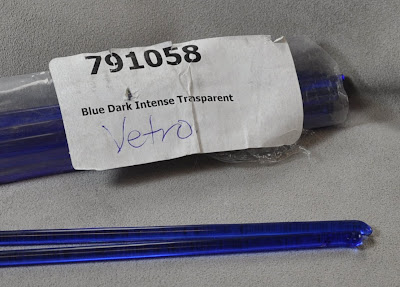 791058
Blue Dark Intense Trasparent
Vetro